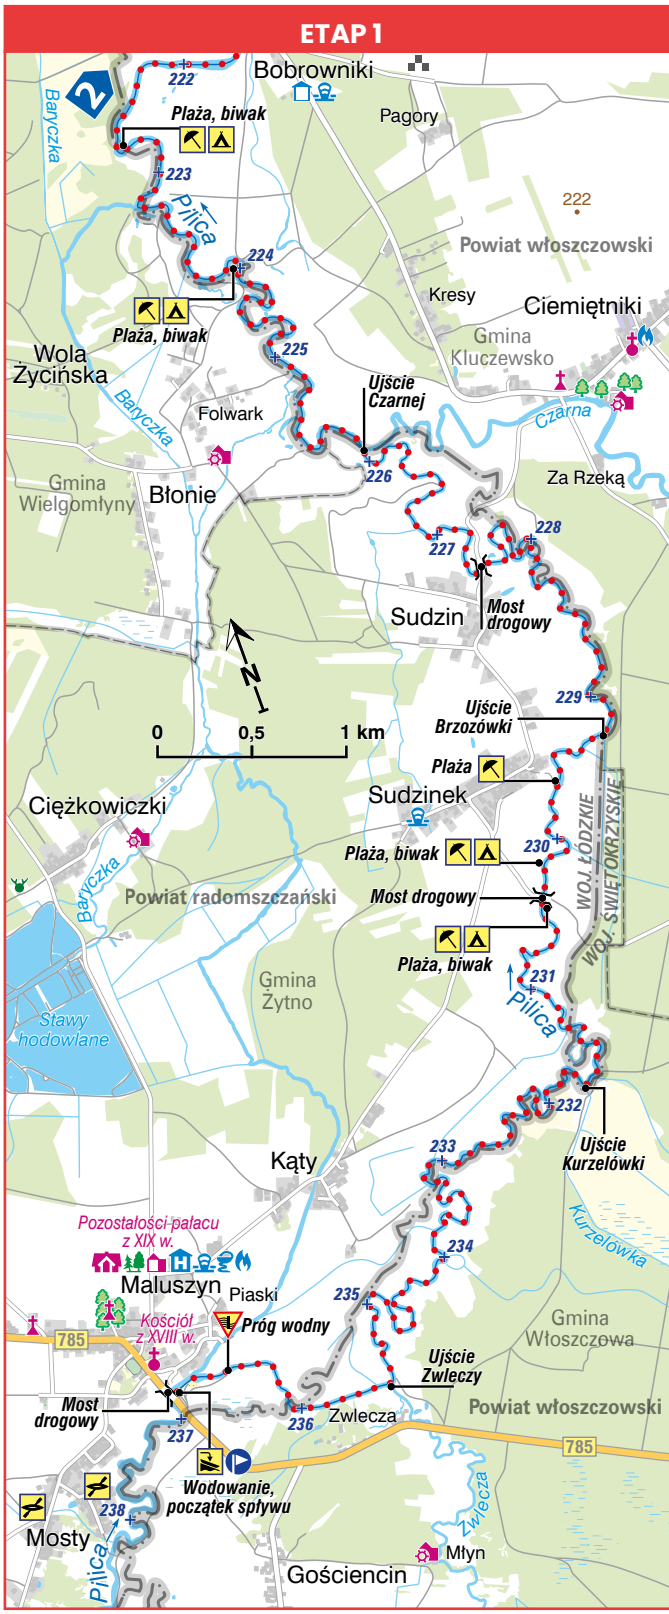 ETAP 1
222
Bobrowniki
2
Baryczka
Plaża, biwak
Pagory
223
Pilica
222
Powiat włoszczowski
224
Kresy
Ciemiętniki
Plaża, biwak
Gmina
Kluczewsko
225
Wola
Życińska
Ujście
Czarnej
Baryczka
Folwark
Czarna
226
Za Rzeką
Gmina
Wielgomłyny
Błonie
227
228
Sudzin
Most
drogowy
N
229
Ujście
Brzozówki
0 0,5 1 km
Plaża
Sudzinek
Ciężkowiczki
WOJ. ŁÓDZKIE
WOJ. ŚWIĘTOKRZYSKIE
230
Plaża, biwak
Baryczka
Powiat radomszczański
Most drogowy
Plaża, biwak
Gmina
Żytno
231
Pilica
Stawy
hodowlane
232
Ujście
Kurzelówki
233
Kąty
Kurzelówka
Pozostałości pałacu
z XIX w.
H
234
Maluszyn
Piaski
235
Gmina
Włoszczowa
Próg wodny
785
Kościół
z XVIII w.
Ujście
Zwleczy
Most
drogowy
236
Zwlecza
Powiat włoszczowski
237
785
Wodowanie,
początek spływu
238
Mosty
Pilica
Zwlecza
Młyn
Gościencin